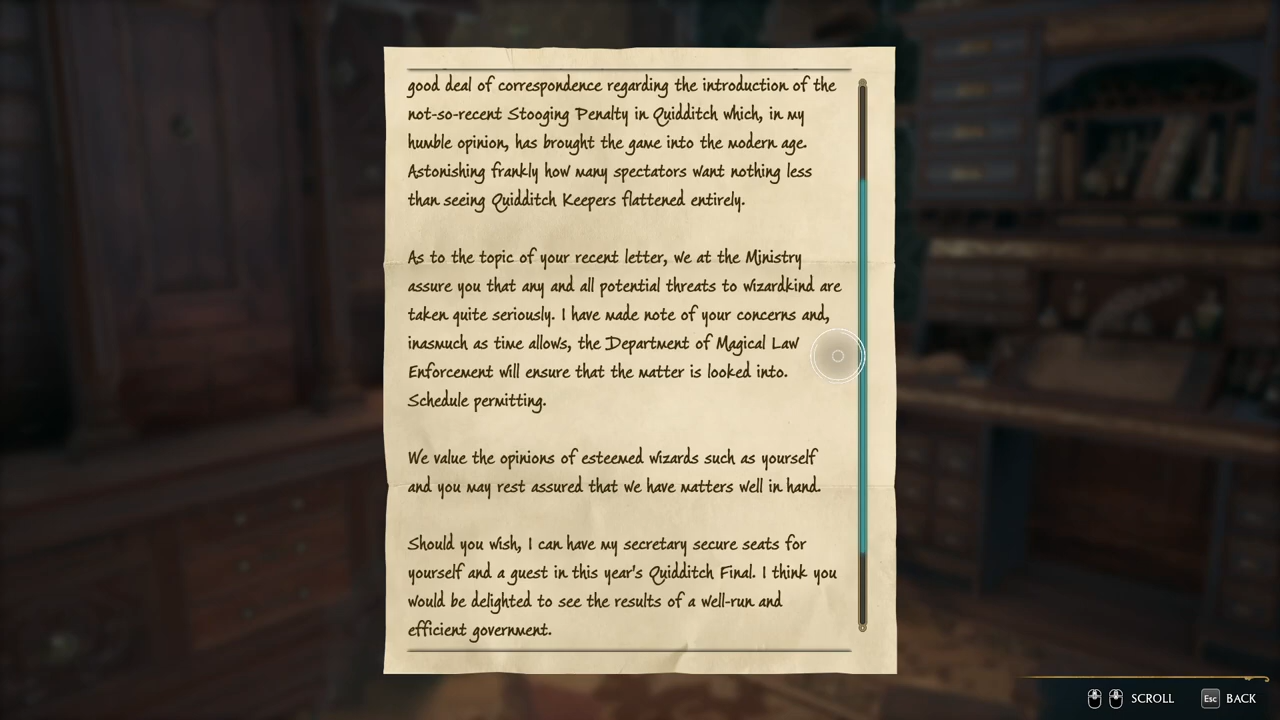 good deal of correspondence regarding the introduction of the
not-so-recent Stooging Penalty in Quidditch which, in my
humble opinion, has brought the game into the modern age.
Astonishing frankly how many spectators want nothing less
than seeing Quidditch Keepers flattened entirely.
As to the topic of your recent letter, we at the Ministry
assure you that any and all potential threats to wizardkind are
taken quite seriously. I have made note of your concerns and,
inasmuch as time allows, the Department of Magical Law
Enforcement will ensure that the matter is looked into.
Schedule permitting.
We value the opinions of esteemed wizards such as yourself
and you may rest assured that we have matters well in hand.
Should you wish, I can have my secretary secure seats for
yourself and a guest in this year's Quidditch Final. I think you
would be delighted to see the results of a well-run and
efficient government.
SCROLL
Esc BACK